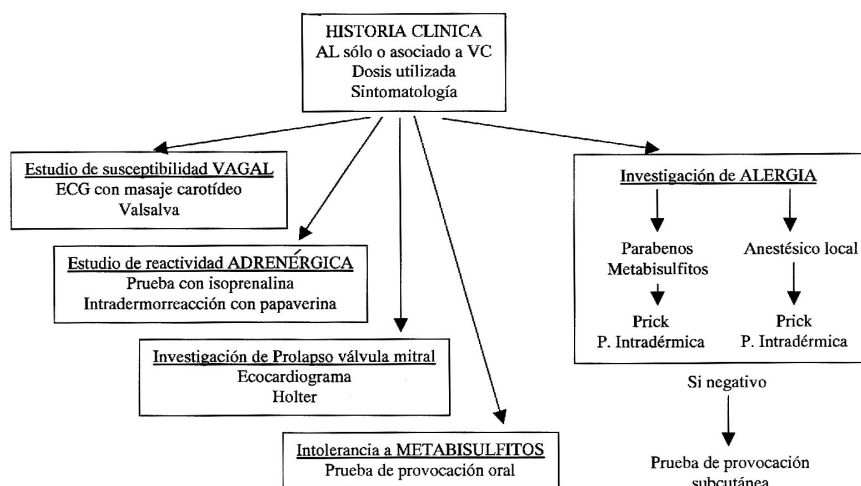 HISTORIA CLINICA
AL sólo o asociado a VC
Dosis utilizada
Sintomatología
Estudio de susceptibilidad VAGAL
ECG con masaje carotídeo
Valsalva
Estudio de reactividad ADRENÉRGICA
Prueba con isoprenalina
Intradermorreacción con papaverina
Investigación de Prolapso válvula mitral
Ecocardiograma
Holter
Intolerancia a METABISULFITOS
Prueba de provocación oral
Investigación de ALERGIA
Parabenos
Metabisulfitos
Prick
P. Intradérmica
Anestésico local
Prick
P. Intradérmica
Si negativo
Prueba de provocación
subcutánea